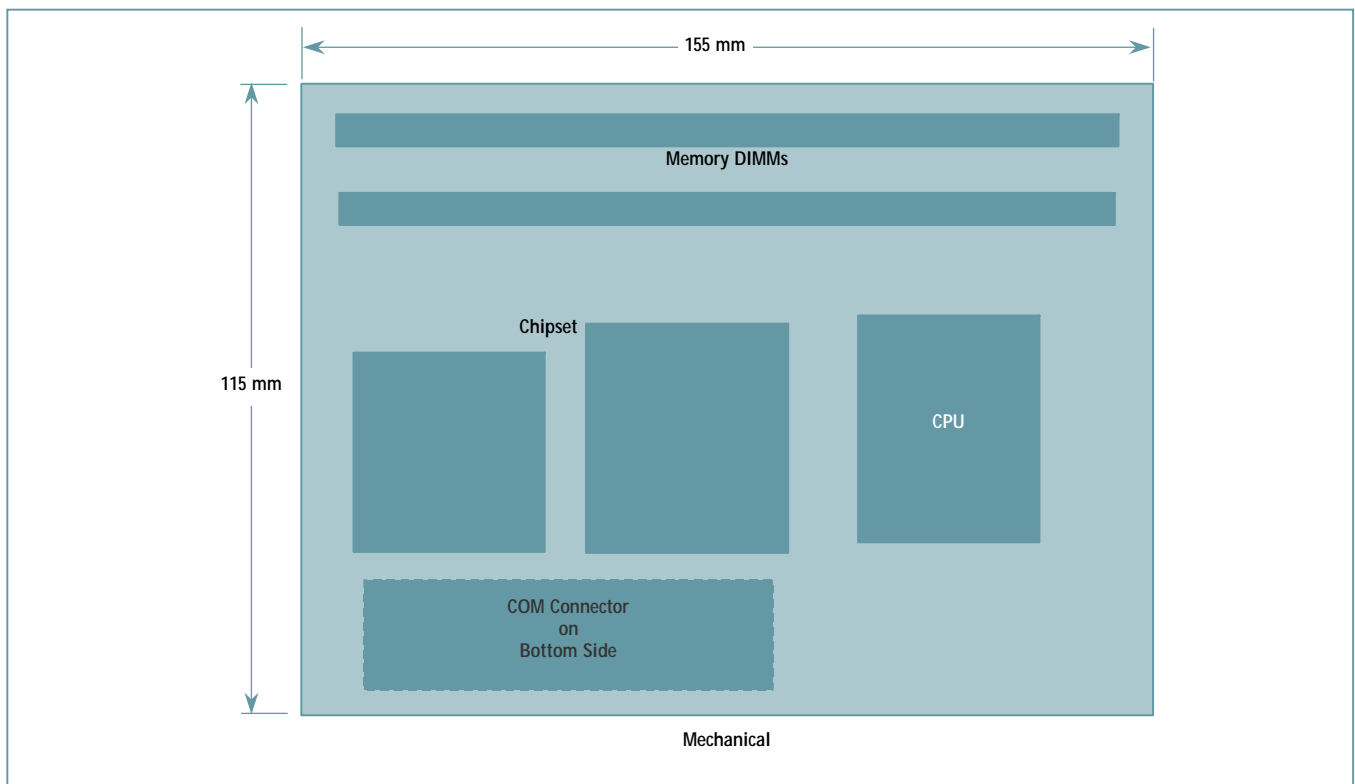 155 mm
Memory DIMMs
Chipset
115 mm
CPU
COM Connector
on
Bottom Side
Mechanical